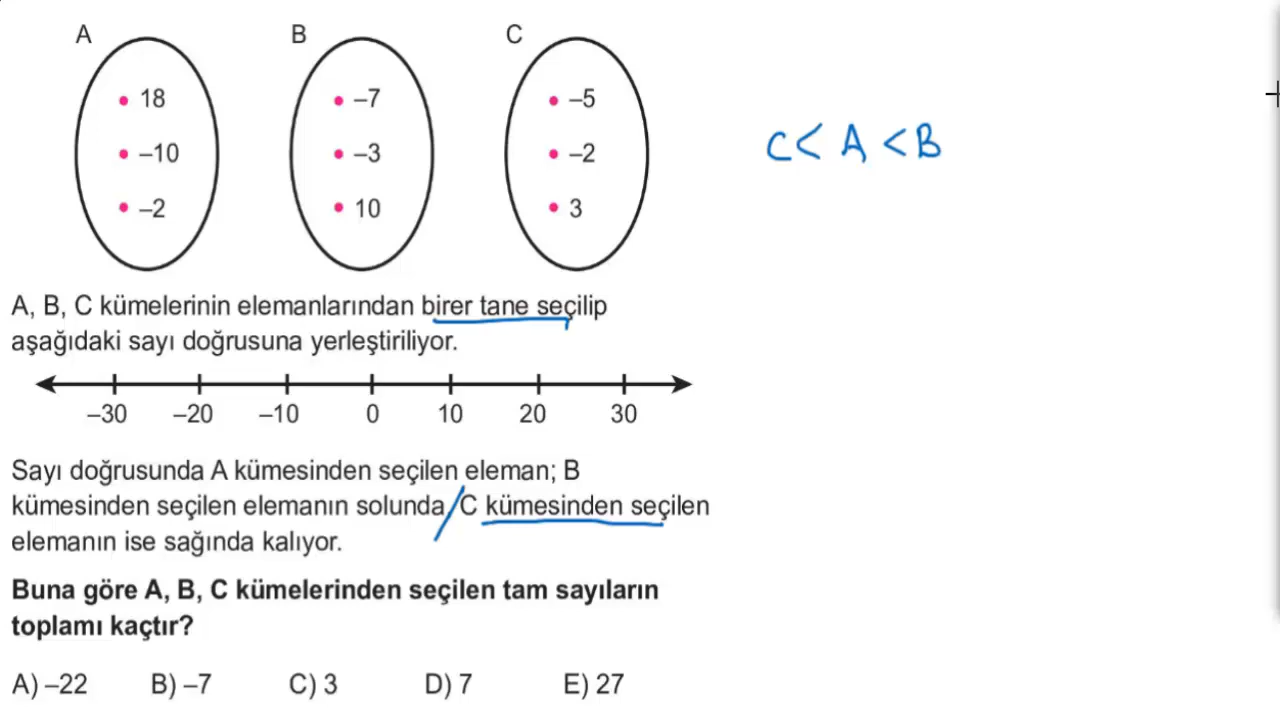 A B C
18 –7 –5
–10 –3 –2
–2 10 3
C < A < B
A, B, C kümelerinin elemanlarından birer tane seçilip
aşağıdaki sayı doğrusuna yerleştiriliyor.
–30 –20 –10 0 10 20 30
Sayı doğrusunda A kümesinden seçilen eleman; B
kümesinden seçilen elemanın solunda C kümesinden seçilen
elemanın ise sağında kalıyor.
Buna göre A, B, C kümelerinden seçilen tam sayıların
toplamı kaçtır?
A) –22 B) –7 C) 3 D) 7 E) 27